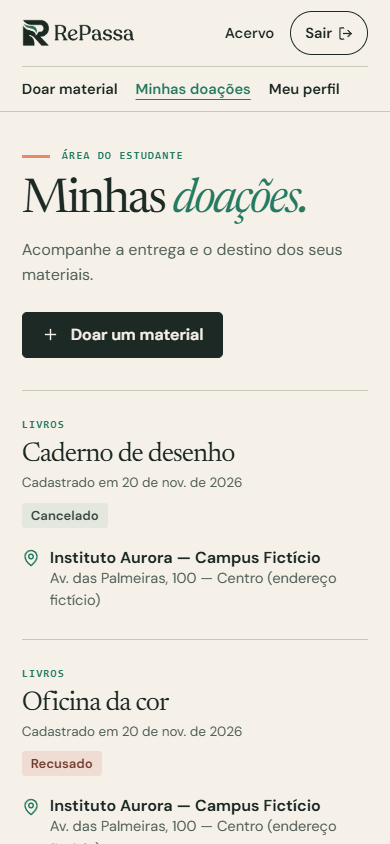 RePassa
Acervo
Sair
Doar material
Minhas doações
Meu perfil
ÁREA DO ESTUDANTE
Minhas doações.
Acompanhe a entrega e o destino dos seus
materiais.
+ Doar um material
LIVROS
Caderno de desenho
Cadastrado em 20 de nov. de 2026
Cancelado
Instituto Aurora — Campus Fictício
Av. das Palmeiras, 100 — Centro (endereço
fictício)
LIVROS
Oficina da cor
Cadastrado em 20 de nov. de 2026
Recusado
Instituto Aurora — Campus Fictício
Av. das Palmeiras, 100 — Centro (endereço